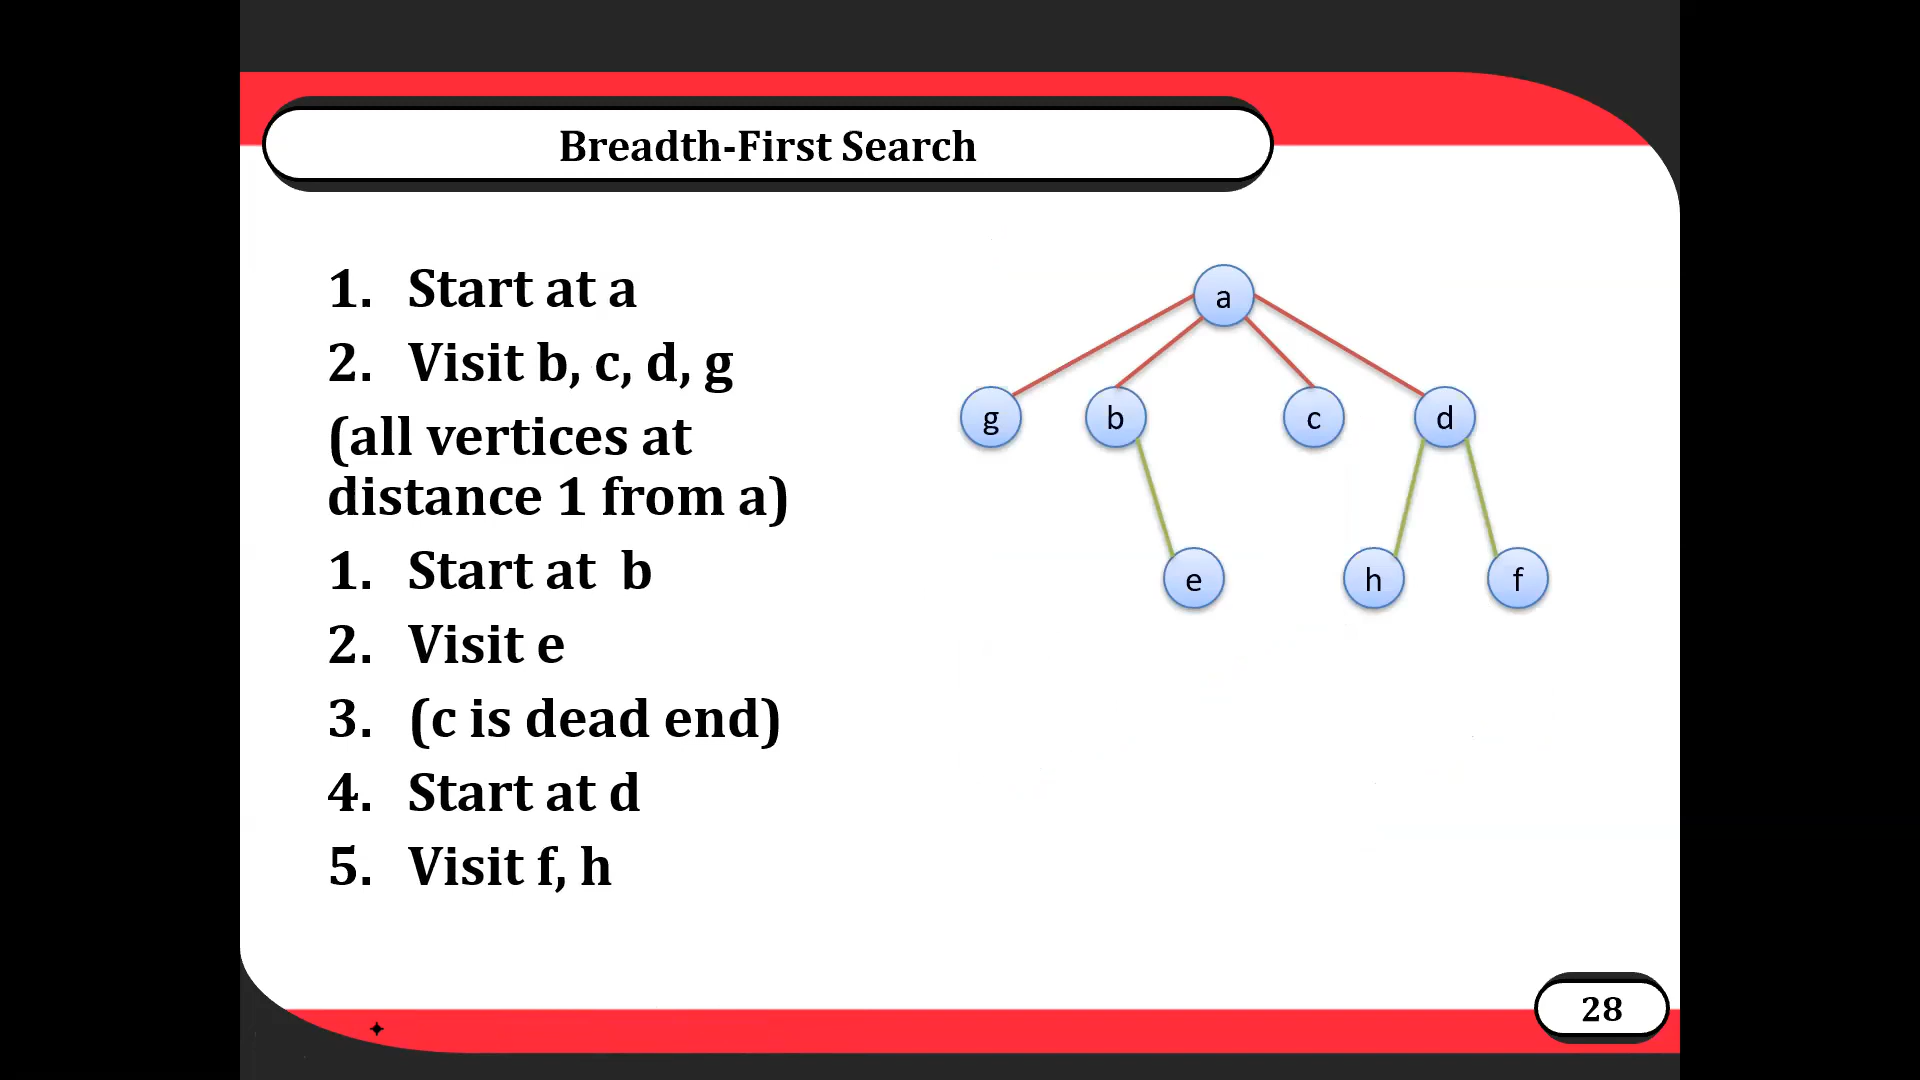 Breadth-First Search
1. Start at a
2. Visit b, c, d, g
(all vertices at
distance 1 from a)
1. Start at  b
2. Visit e
3. (c is dead end)
4. Start at d
5. Visit f, h
a
g b c d
e h f
28